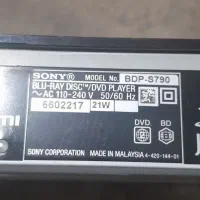 SONY® MODEL No. BDP-S790
BLU-RAY DISC™/DVD PLAYER
~ AC 110-240 V 50/60 Hz
6602217 21W
DVD BD
SONY CORPORATION MADE IN MALAYSIA 4-420-144-01